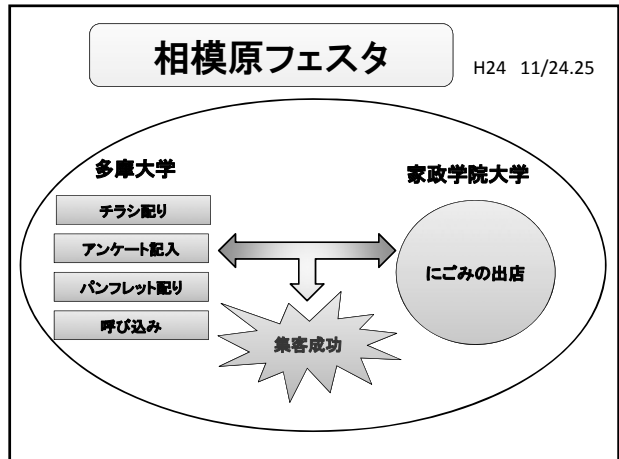 相模原フェスタ
H24 11/24.25
多摩大学
家政学院大学
チラシ配り
アンケート記入
パンフレット配り
呼び込み
にごみの出店
集客成功